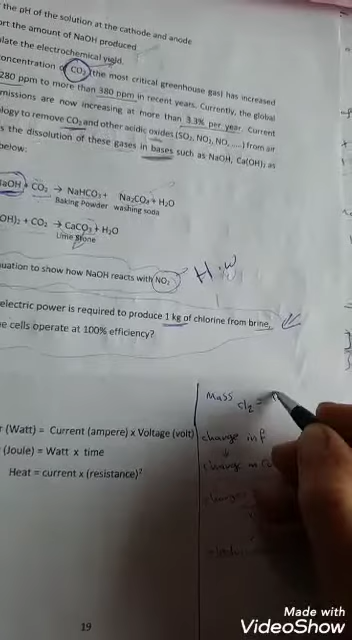 the pH of the solution at the cathode and anode
ort the amount of NaOH produced
ulate the electrochemical yield.
oncentration of CO₂ (the most critical greenhouse gas) has increased
280 ppm to more than 380 ppm in recent years. Currently, the global
missions are now increasing at more than 3.3% per year. Current
ology to remove CO₂ and other acidic oxides (SO₂, NO₂, NO, .....) from air
s the dissolution of these gases in bases such as NaOH, Ca(OH)₂ as
below:
NaOH + CO₂ → NaHCO₃ + Na₂CO₃ + H₂O
Baking Powder washing soda
OH)₂ + CO₂ → CaCO₃ + H₂O
Lime stone
quation to show how NaOH reacts with NO₂
H.W
electric power is required to produce 1 kg of chlorine from brine,
e cells operate at 100% efficiency?
Mass Cl₂ =
r (Watt) = Current (ampere) x Voltage (volt)
change in F
(Joule) = Watt x time
change
Heat = current x (resistance)²
19
Made with
VideoShow